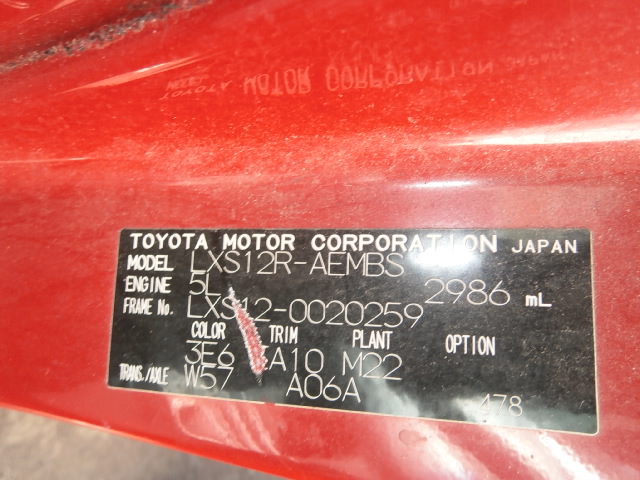 TOYOTA MOTOR CORPORATION JAPAN
MODEL LXS12R-AEMBS
ENGINE 5L 2986 mL
FRAME No. LXS12-0020259
COLOR TRIM PLANT OPTION
3E6 A10 M22
TRANS./AXLE W57 A06A
478